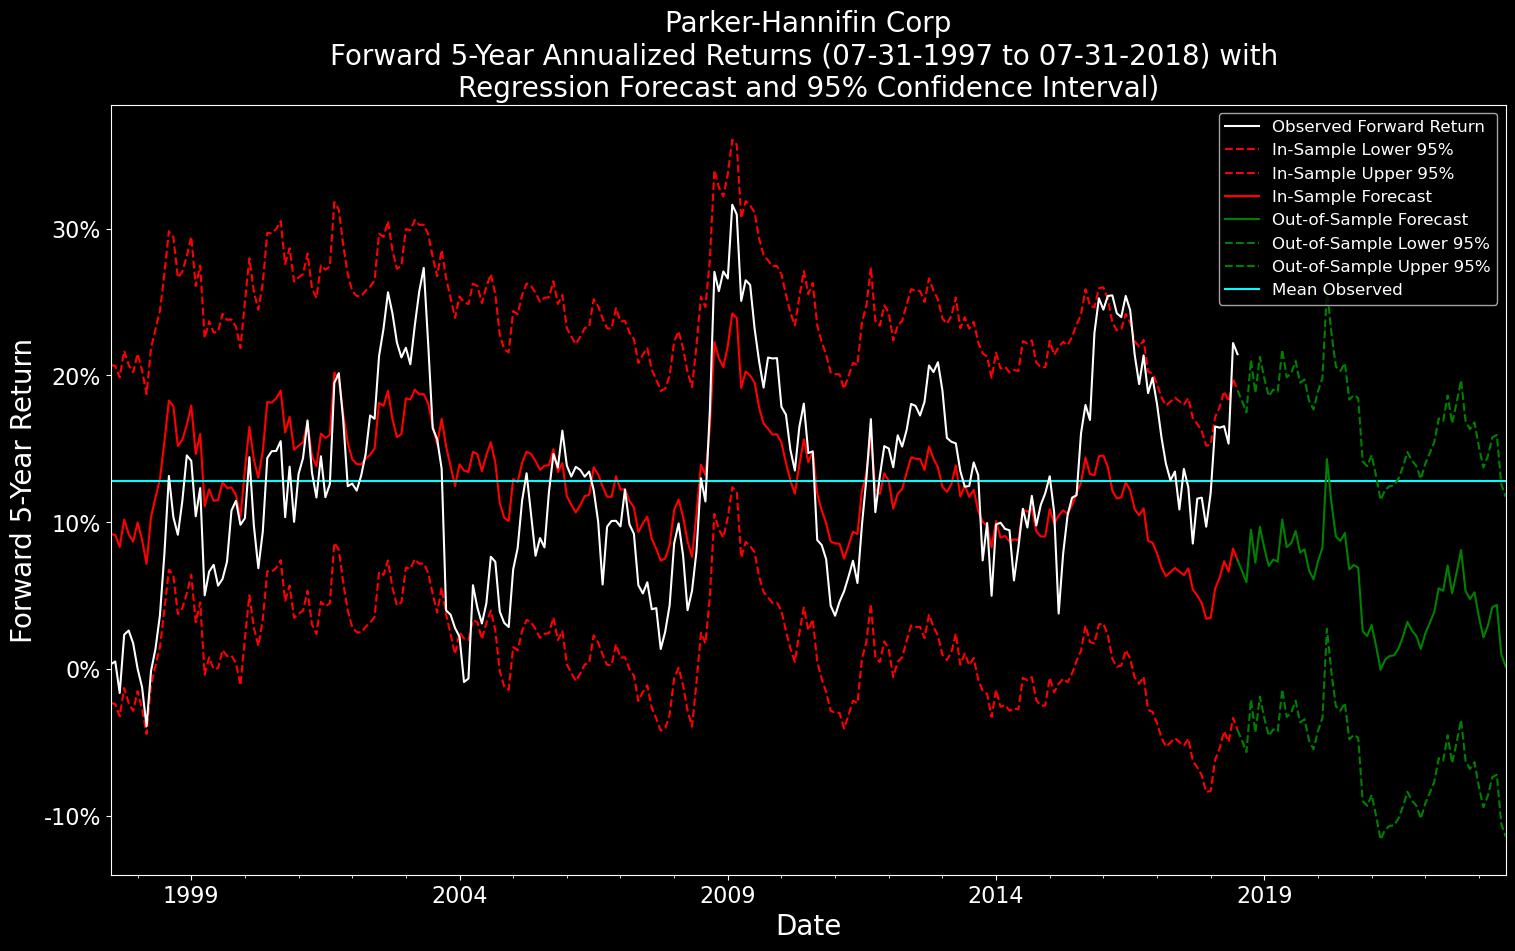 Parker-Hannifin Corp
Forward 5-Year Annualized Returns (07-31-1997 to 07-31-2018) with
Regression Forecast and 95% Confidence Interval)
Observed Forward Return
In-Sample Lower 95%
In-Sample Upper 95%
In-Sample Forecast
Out-of-Sample Forecast
Out-of-Sample Lower 95%
Out-of-Sample Upper 95%
Mean Observed
Forward 5-Year Return
30%
20%
10%
0%
-10%
1999
2004
2009
2014
2019
Date